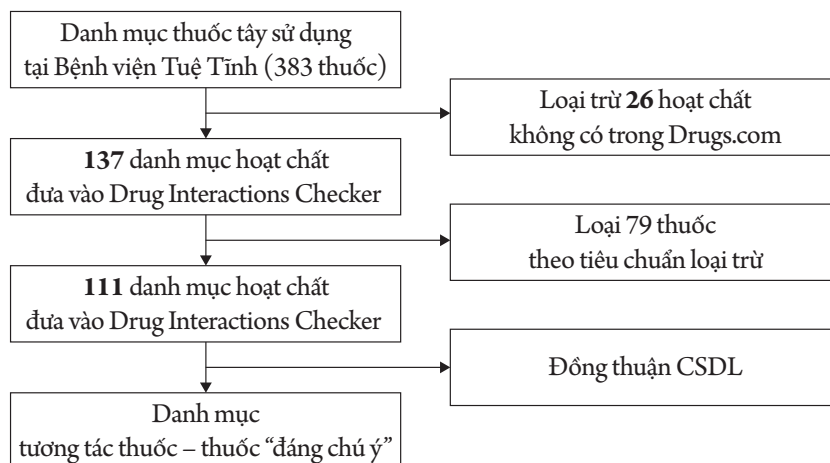 Danh mục thuốc tây sử dụng
tại Bệnh viện Tuệ Tĩnh (383 thuốc)
Loại trừ 26 hoạt chất
không có trong Drugs.com
137 danh mục hoạt chất
đưa vào Drug Interactions Checker
Loại 79 thuốc
theo tiêu chuẩn loại trừ
111 danh mục hoạt chất
đưa vào Drug Interactions Checker
Đồng thuận CSDL
Danh mục
tương tác thuốc – thuốc “đáng chú ý”